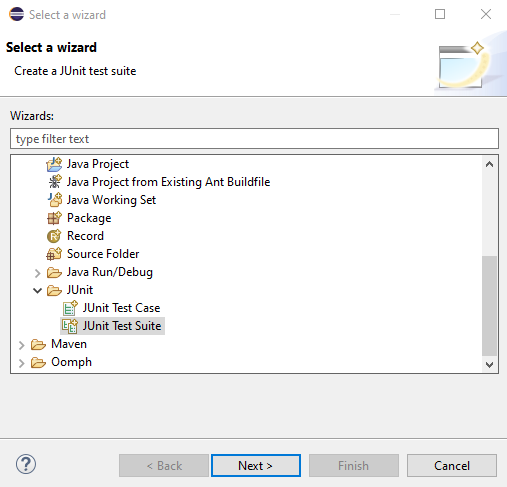 Select a wizard
Select a wizard
Create a JUnit test suite
Wizards:
type filter text
Java Project
Java Project from Existing Ant Buildfile
Java Working Set
Package
Record
Source Folder
Java Run/Debug
JUnit
JUnit Test Case
JUnit Test Suite
Maven
Oomph
? < Back Next > Finish Cancel